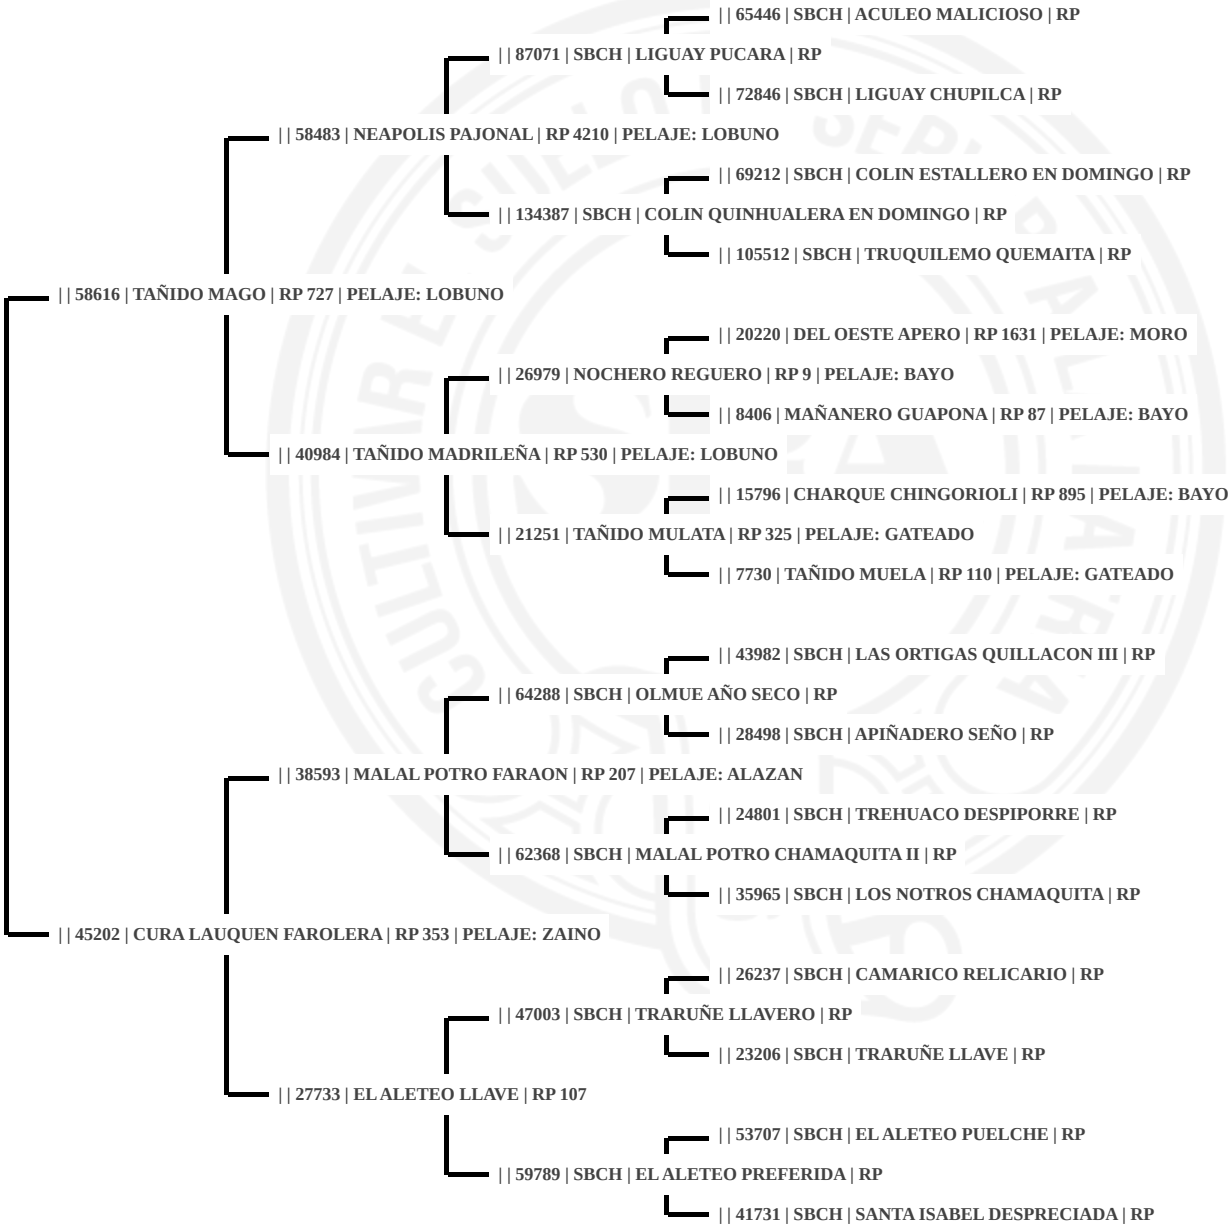 | | 65446 | SBCH | ACULEO MALICIOSO | RP
| | 87071 | SBCH | LIGUAY PUCARA | RP
| | 72846 | SBCH | LIGUAY CHUPILCA | RP
| | 58483 | NEAPOLIS PAJONAL | RP 4210 | PELAJE: LOBUNO
| | 69212 | SBCH | COLIN ESTALLERO EN DOMINGO | RP
| | 134387 | SBCH | COLIN QUINHUALERA EN DOMINGO | RP
| | 105512 | SBCH | TRUQUILEMO QUEMAITA | RP
| | 58616 | TAÑIDO MAGO | RP 727 | PELAJE: LOBUNO
| | 20220 | DEL OESTE APERO | RP 1631 | PELAJE: MORO
| | 26979 | NOCHERO REGUERO | RP 9 | PELAJE: BAYO
| | 8406 | MAÑANERO GUAPONA | RP 87 | PELAJE: BAYO
| | 40984 | TAÑIDO MADRILEÑA | RP 530 | PELAJE: LOBUNO
| | 15796 | CHARQUE CHINGORIOLI | RP 895 | PELAJE: BAYO
| | 21251 | TAÑIDO MULATA | RP 325 | PELAJE: GATEADO
| | 7730 | TAÑIDO MUELA | RP 110 | PELAJE: GATEADO
| | 43982 | SBCH | LAS ORTIGAS QUILLACON III | RP
| | 64288 | SBCH | OLMUE AÑO SECO | RP
| | 28498 | SBCH | APIÑADERO SEÑO | RP
| | 38593 | MALAL POTRO FARAON | RP 207 | PELAJE: ALAZAN
| | 24801 | SBCH | TREHUACO DESPIPORRE | RP
| | 62368 | SBCH | MALAL POTRO CHAMAQUITA II | RP
| | 35965 | SBCH | LOS NOTROS CHAMAQUITA | RP
| | 45202 | CURA LAUQUEN FAROLERA | RP 353 | PELAJE: ZAINO
| | 26237 | SBCH | CAMARICO RELICARIO | RP
| | 47003 | SBCH | TRARUÑE LLAVERO | RP
| | 23206 | SBCH | TRARUÑE LLAVE | RP
| | 27733 | EL ALETEO LLAVE | RP 107
| | 53707 | SBCH | EL ALETEO PUELCHE | RP
| | 59789 | SBCH | EL ALETEO PREFERIDA | RP
| | 41731 | SBCH | SANTA ISABEL DESPRECIADA | RP